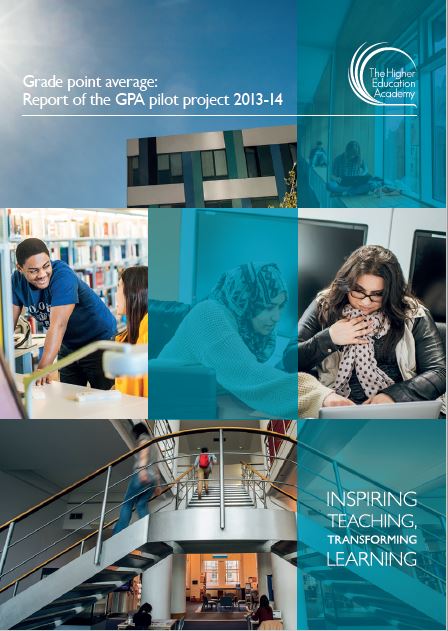 Grade point average:
Report of the GPA pilot project 2013-14
The Higher
Education
Academy
INSPIRING
TEACHING,
TRANSFORMING
LEARNING